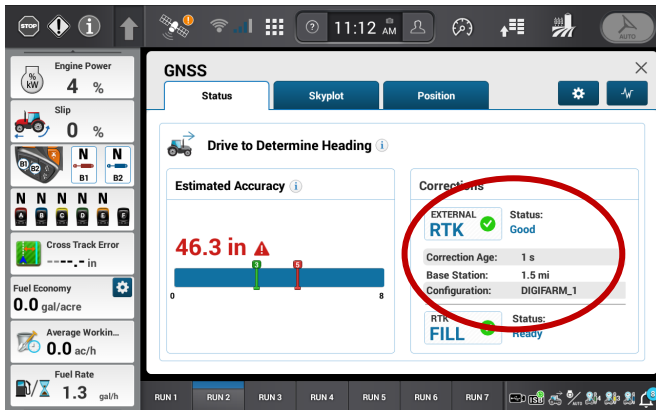 STOP
?
11:12 AM
AUTO
Engine Power
% kW
4 %
Slip
0 %
B1 B2
N N
B1 B2
N N N N N
A B C D E F
Cross Track Error
----.- in
Fuel Economy
0.0 gal/acre
Average Workin...
0.0 ac/h
Fuel Rate
1.3 gal/h
GNSS
Status Skyplot Position
Drive to Determine Heading
Estimated Accuracy
46.3 in
3 5
0 8
Corrections
EXTERNAL
RTK
Status:
Good
Correction Age: 1 s
Base Station: 1.5 mi
Configuration: DIGIFARM_1
RTK
FILL
Status:
Ready
RUN 1 RUN 2 RUN 3 RUN 4 RUN 5 RUN 6 RUN 7
ISB
AUTO